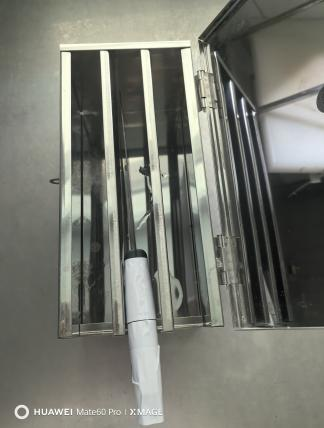 HUAWEI Mate60 Pro | XMAGE